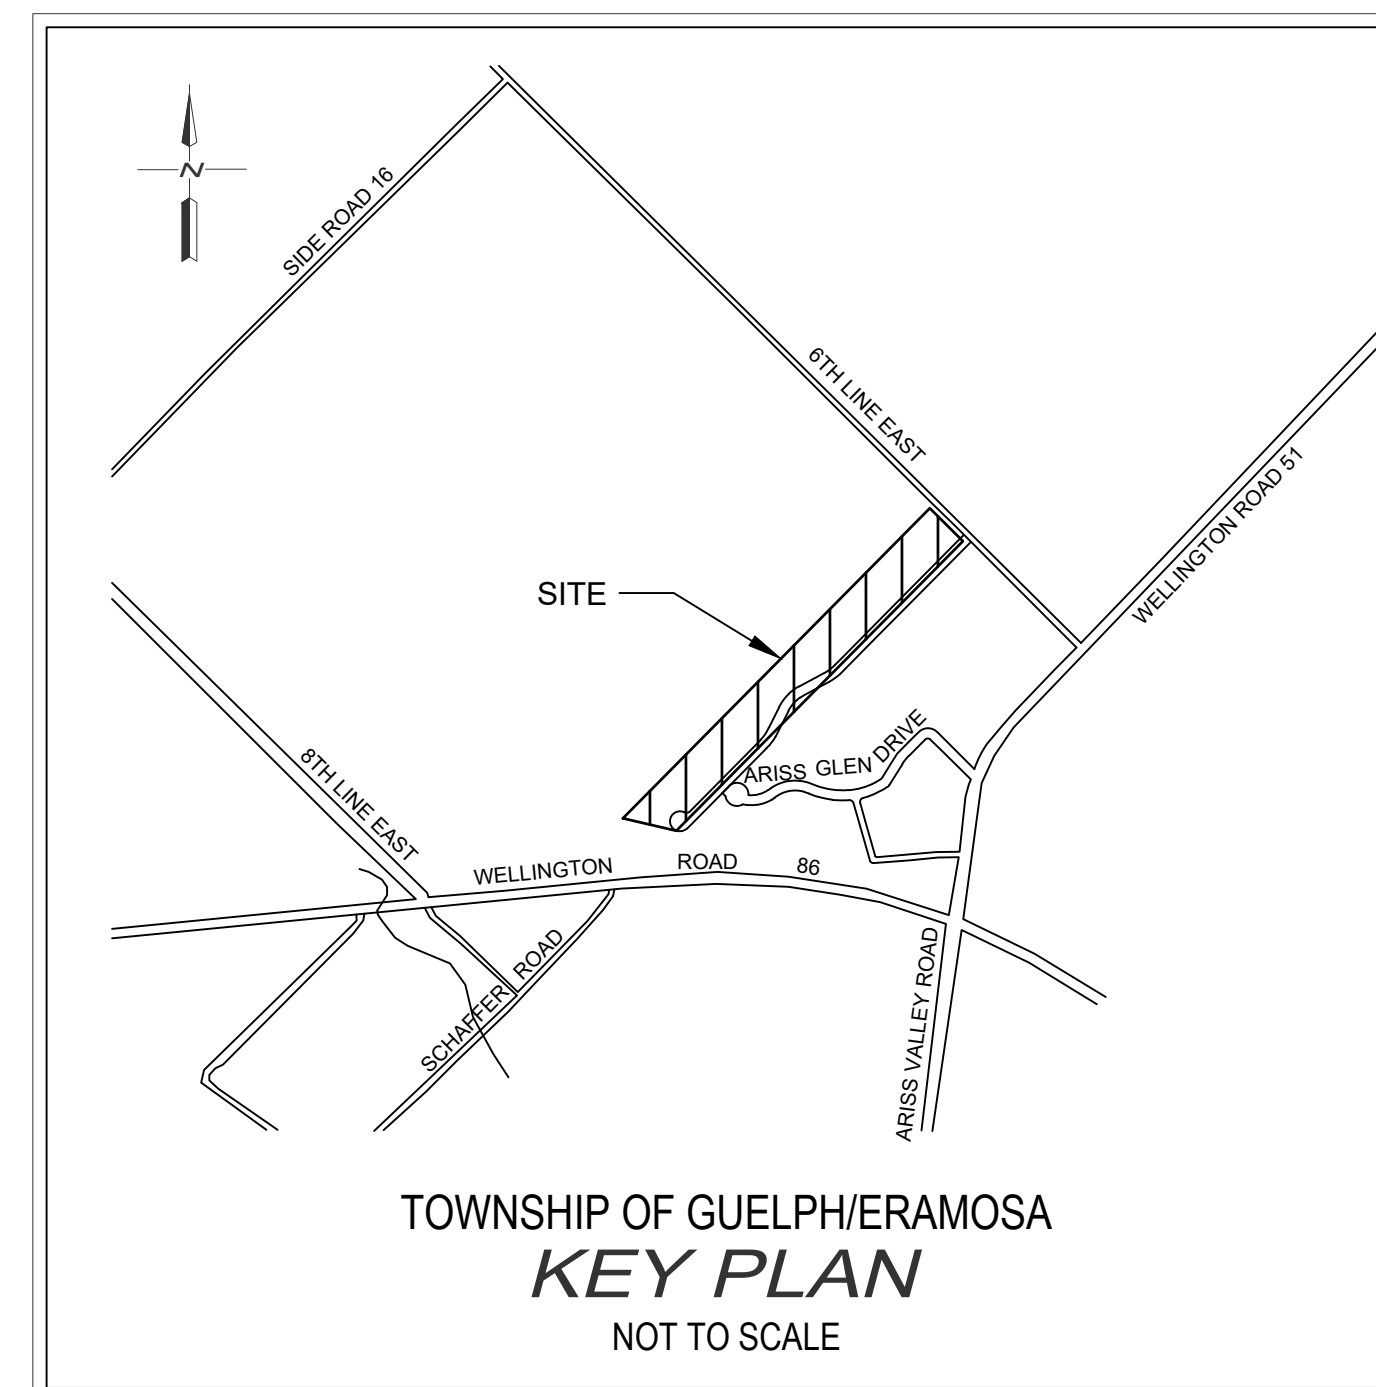 N
SIDE ROAD 16
6TH LINE EAST
WELLINGTON ROAD 51
SITE
ARISS GLEN DRIVE
8TH LINE EAST
WELLINGTON ROAD 86
SCHAFFER ROAD
ARISS VALLEY ROAD
TOWNSHIP OF GUELPH/ERAMOSA
KEY PLAN
NOT TO SCALE